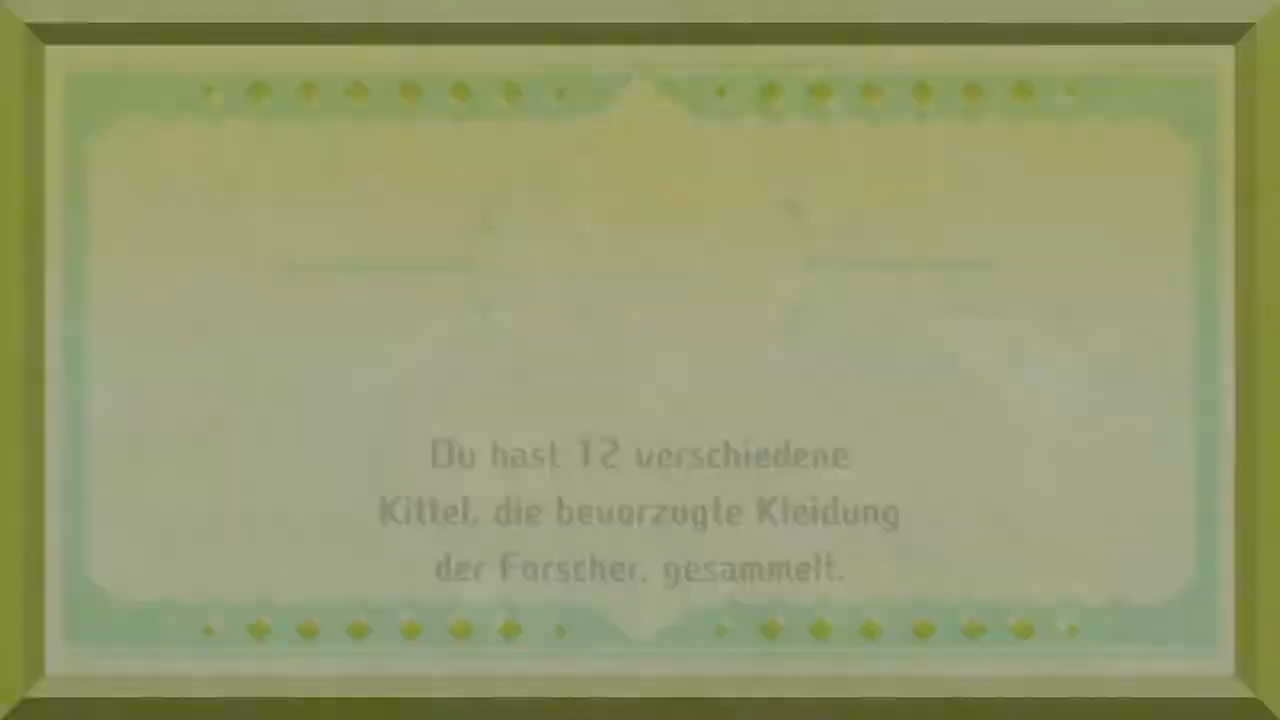 Du hast 12 verschiedene
Kittel, die bevorzugte Kleidung
der Forscher, gesammelt.